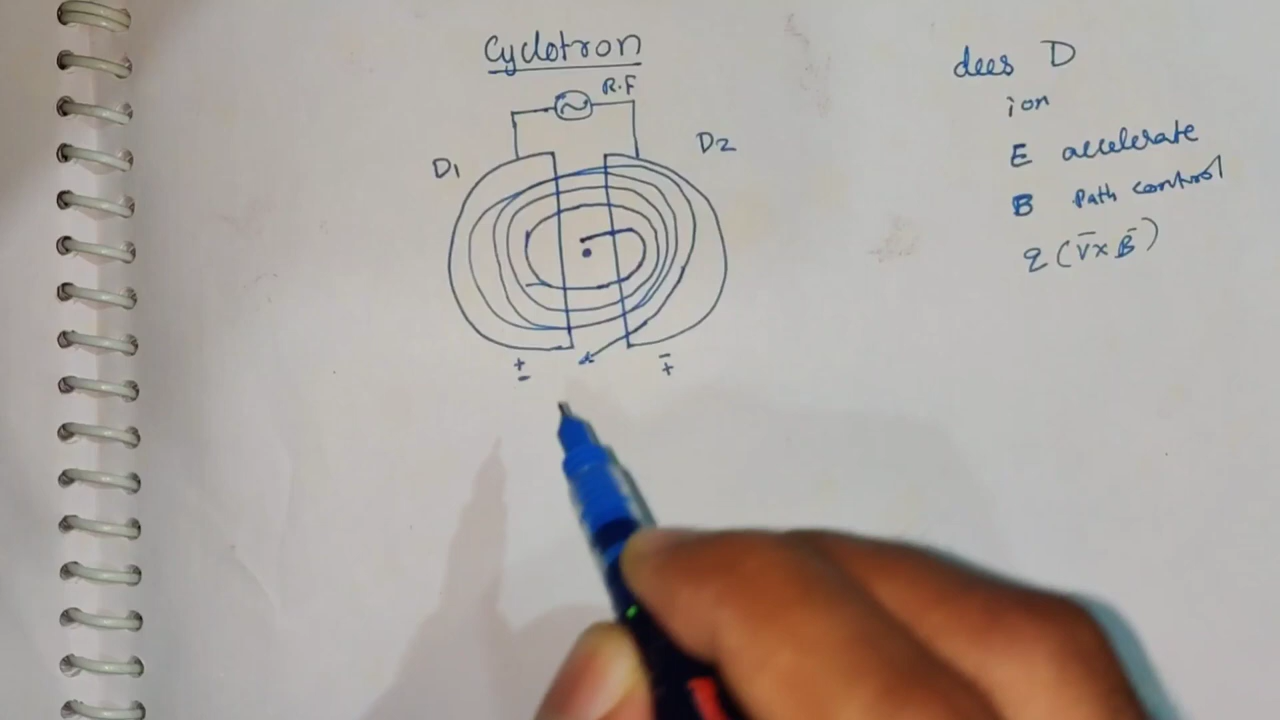 Cyclotron
R.F
D1
D2
+
-
-
+
dees D
ion
E accelerate
B Path control
q (v̄ x B̄)